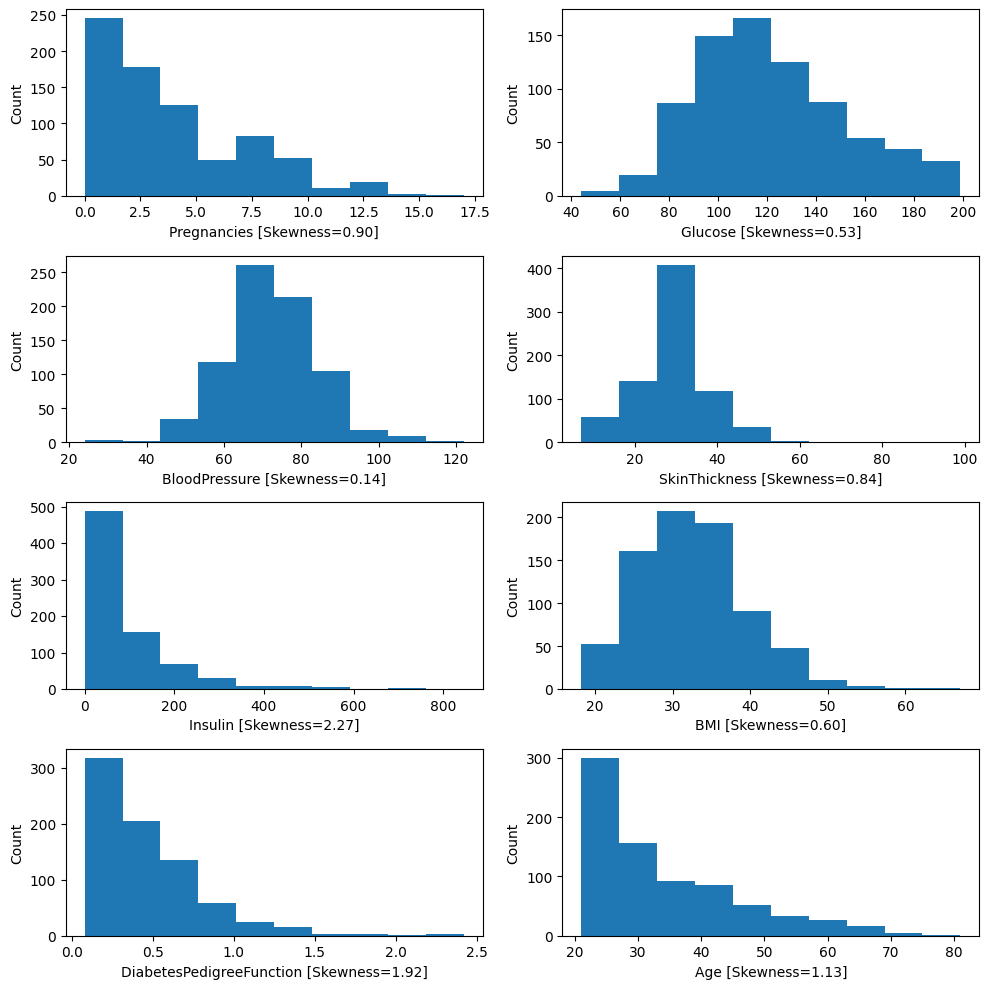 250
200
150
100
50
0
Count
0.0 2.5 5.0 7.5 10.0 12.5 15.0 17.5
Pregnancies [Skewness=0.90]
150
100
50
0
Count
40 60 80 100 120 140 160 180 200
Glucose [Skewness=0.53]
250
200
150
100
50
0
Count
20 40 60 80 100 120
BloodPressure [Skewness=0.14]
400
300
200
100
0
Count
20 40 60 80 100
SkinThickness [Skewness=0.84]
500
400
300
200
100
0
Count
0 200 400 600 800
Insulin [Skewness=2.27]
200
150
100
50
0
Count
20 30 40 50 60
BMI [Skewness=0.60]
300
200
100
0
Count
0.0 0.5 1.0 1.5 2.0 2.5
DiabetesPedigreeFunction [Skewness=1.92]
300
200
100
0
Count
20 30 40 50 60 70 80
Age [Skewness=1.13]